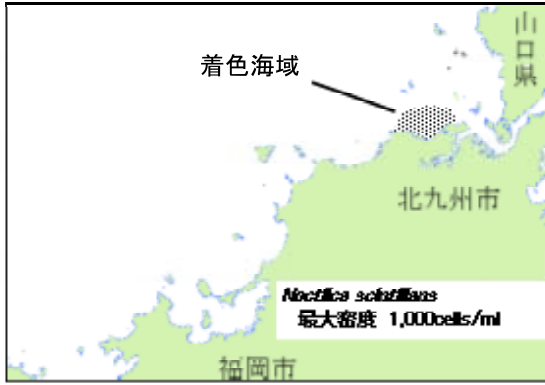 山口県
着色海域
北九州市
Noctilca scintillans
最大密度 1,000cells/ml
福岡市